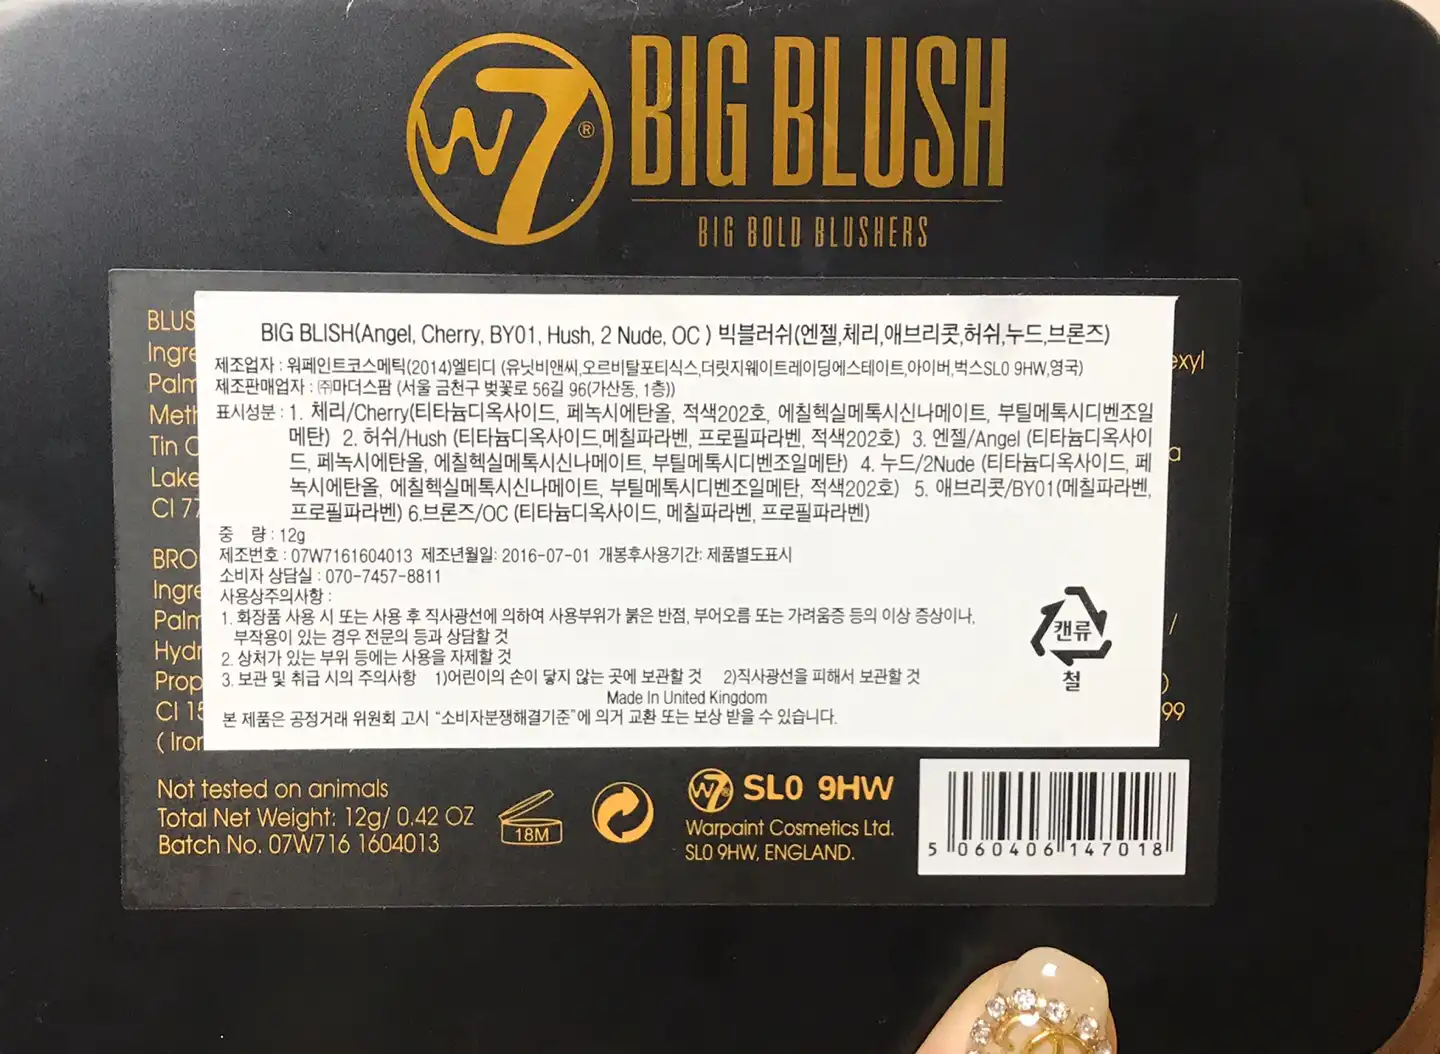 W7®
BIG BLUSH
BIG BOLD BLUSHERS
BLUS
Ingre
Palm
Meth
Tin C
Lake
CI 77
BRO
Ingre
Palm
Hydr
Prop
CI 15
( Iron
exyl
a
/
)
99
BIG BLISH(Angel, Cherry, BY01, Hush, 2 Nude, OC ) 빅블러쉬(엔젤,체리,애브리콧,허쉬,누드,브론즈)
제조업자 : 워페인트코스메틱(2014)엘티디 (유닛비앤씨,오르비탈포티식스,더릿지웨이트레이딩에스테이트,아이버,벅스SL0 9HW,영국)
제조판매업자 : ㈜마더스팜 (서울 금천구 벚꽃로 56길 96(가산동, 1층))
표시성분 : 1. 체리/Cherry(티타늄디옥사이드, 페녹시에탄올, 적색202호, 에칠헥실메톡시신나메이트, 부틸메톡시디벤조일
메탄) 2. 허쉬/Hush (티타늄디옥사이드,메칠파라벤, 프로필파라벤, 적색202호) 3. 엔젤/Angel (티타늄디옥사이
드, 페녹시에탄올, 에칠헥실메톡시신나메이트, 부틸메톡시디벤조일메탄) 4. 누드/2Nude (티타늄디옥사이드, 페
녹시에탄올, 에칠헥실메톡시신나메이트, 부틸메톡시디벤조일메탄, 적색202호) 5. 애브리콧/BY01(메칠파라벤,
프로필파라벤) 6.브론즈/OC (티타늄디옥사이드, 메칠파라벤, 프로필파라벤)
중 량 : 12g
제조번호 : 07W7161604013 제조년월일: 2016-07-01 개봉후사용기간: 제품별도표시
소비자 상담실 : 070-7457-8811
사용상주의사항 :
1. 화장품 사용 시 또는 사용 후 직사광선에 의하여 사용부위가 붉은 반점, 부어오름 또는 가려움증 등의 이상 증상이나,
부작용이 있는 경우 전문의 등과 상담할 것
2. 상처가 있는 부위 등에는 사용을 자제할 것
3. 보관 및 취급 시의 주의사항 1)어린이의 손이 닿지 않는 곳에 보관할 것 2)직사광선을 피해서 보관할 것
Made In United Kingdom
본 제품은 공정거래 위원회 고시 "소비자분쟁해결기준"에 의거 교환 또는 보상 받을 수 있습니다.
캔류
철
Not tested on animals
Total Net Weight: 12g/ 0.42 OZ
Batch No. 07W716 1604013
18M
W7® SL0 9HW
Warpaint Cosmetics Ltd.
SL0 9HW, ENGLAND.
5 060406 147018